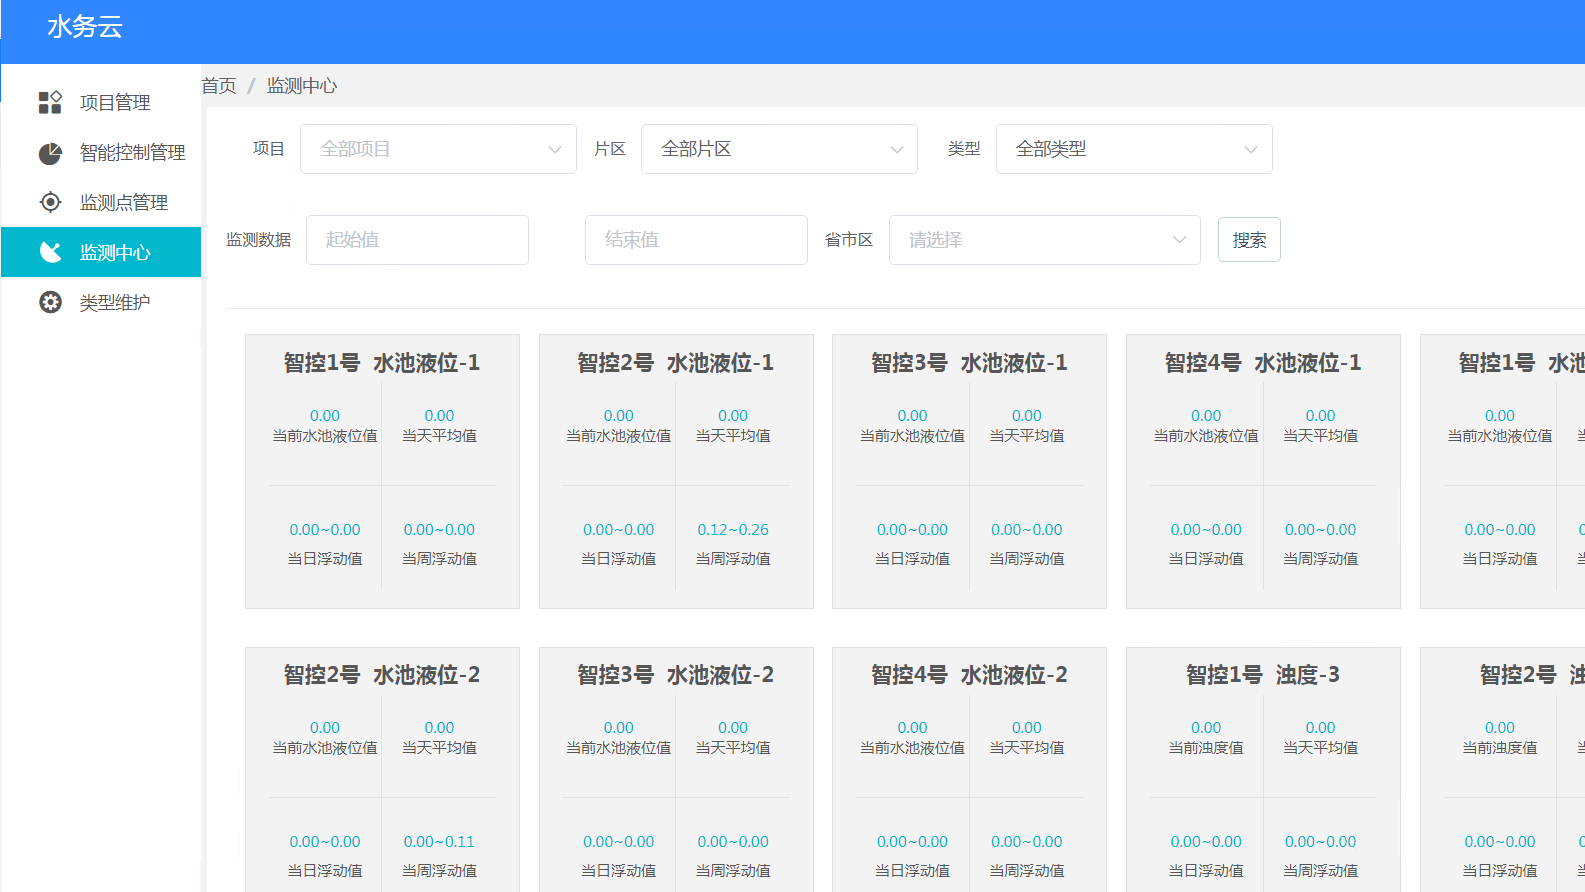 水务云
首页 / 监测中心
项目管理
智能控制管理
监测点管理
监测中心
类型维护
项目 全部项目 片区 全部片区 类型 全部类型
监测数据 起始值 结束值 省市区 请选择 搜索
智控1号 水池液位-1 智控2号 水池液位-1 智控3号 水池液位-1 智控4号 水池液位-1 智控1号 水池
0.00 0.00 0.00 0.00 0.00 0.00 0.00 0.00 0.00
当前水池液位值 当天平均值 当前水池液位值 当天平均值 当前水池液位值 当天平均值 当前水池液位值 当天平均值 当前水池液位值
0.00~0.00 0.00~0.00 0.00~0.00 0.12~0.26 0.00~0.00 0.00~0.00 0.00~0.00 0.00~0.00 0.00~0.00
当日浮动值 当周浮动值 当日浮动值 当周浮动值 当日浮动值 当周浮动值 当日浮动值 当周浮动值 当日浮动值
智控2号 水池液位-2 智控3号 水池液位-2 智控4号 水池液位-2 智控1号 浊度-3 智控2号 浊
0.00 0.00 0.00 0.00 0.00 0.00 0.00 0.00 0.00
当前水池液位值 当天平均值 当前水池液位值 当天平均值 当前水池液位值 当天平均值 当前浊度值 当天平均值 当前浊度值
0.00~0.00 0.00~0.11 0.00~0.00 0.00~0.00 0.00~0.00 0.00~0.00 0.00~0.00 0.00~0.00 0.00~0.00
当日浮动值 当周浮动值 当日浮动值 当周浮动值 当日浮动值 当周浮动值 当日浮动值 当周浮动值 当日浮动值